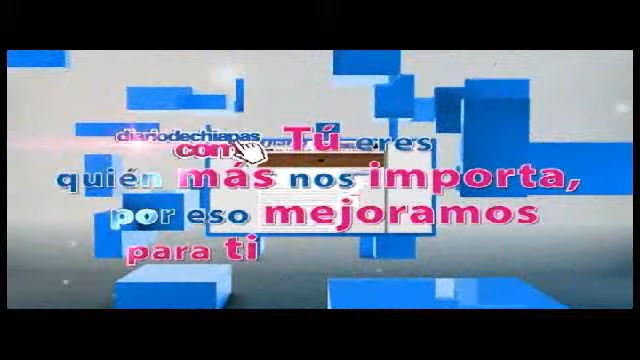 diariodechiapas
com
Tú eres
quién más nos importa,
por eso mejoramos
para ti